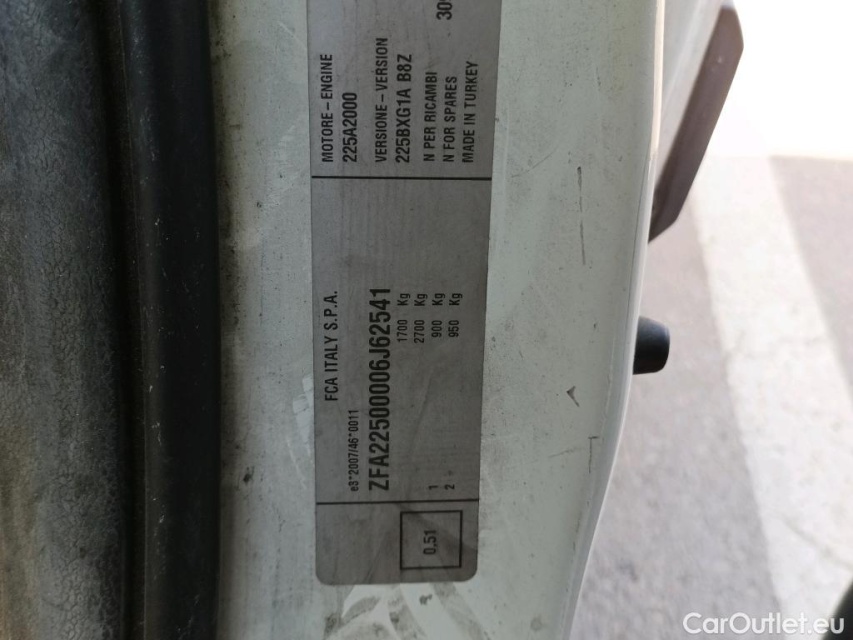 FCA ITALY S.P.A.
e3*2007/46*0011
ZFA22500006J62541
1700 Kg
2700 Kg
1 900 Kg
2 950 Kg
0,51
MOTORE - ENGINE
225A2000
VERSIONE - VERSION
225BXG1A B8Z
N PER RICAMBI
N FOR SPARES
MADE IN TURKEY
CarOutlet.eu